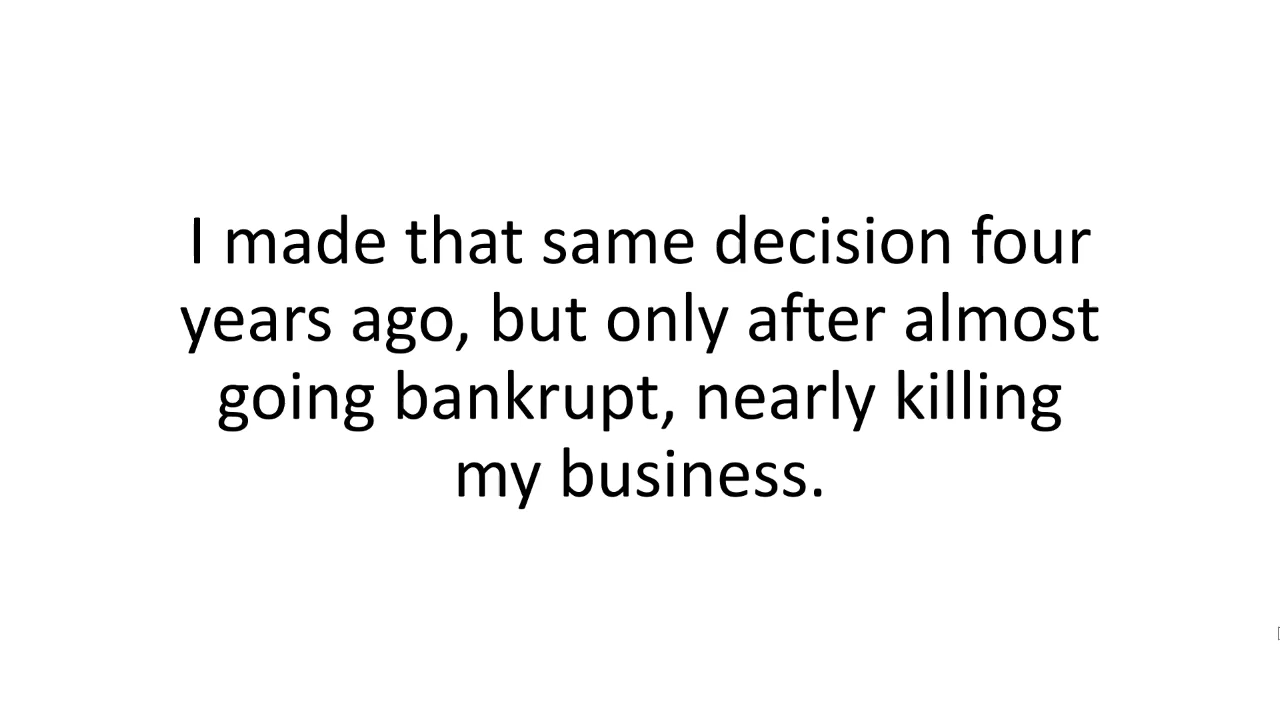 I made that same decision four
years ago, but only after almost
going bankrupt, nearly killing
my business.